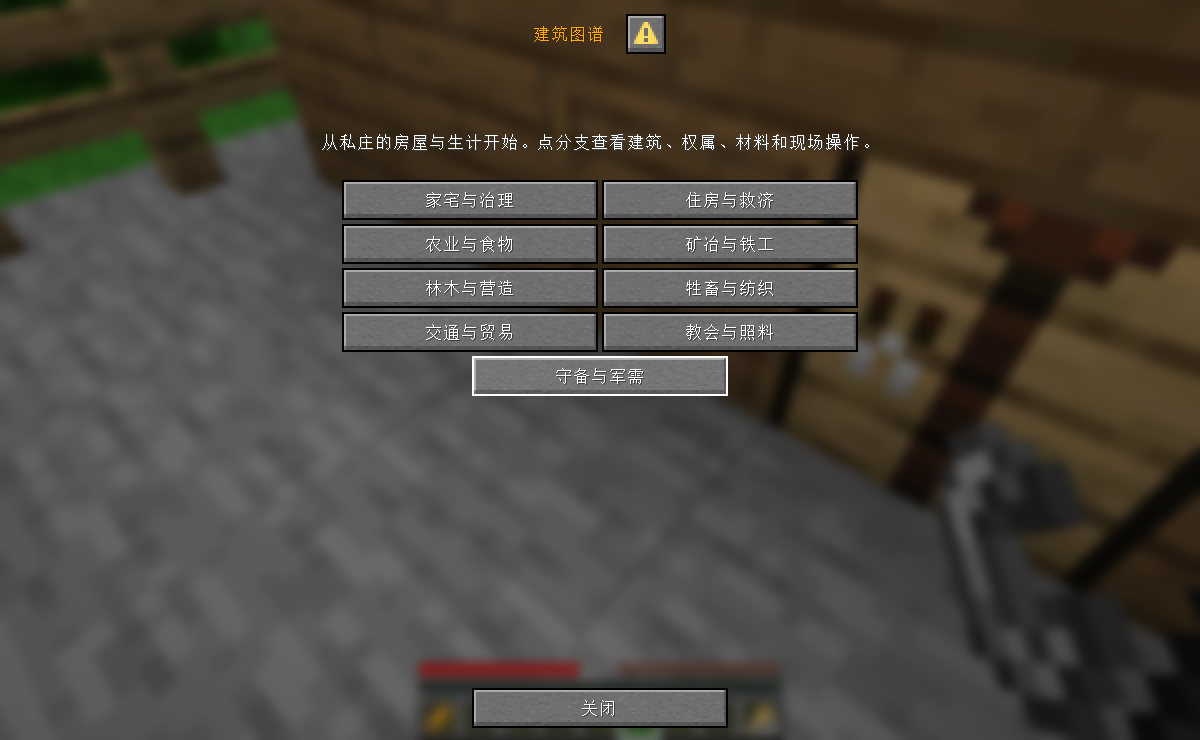 建筑图谱
从私庄的房屋与生计开始。点分支查看建筑、权属、材料和现场操作。
家宅与治理
住房与救济
农业与食物
矿冶与铁工
林木与营造
牲畜与纺织
交通与贸易
教会与照料
守备与军需
关闭